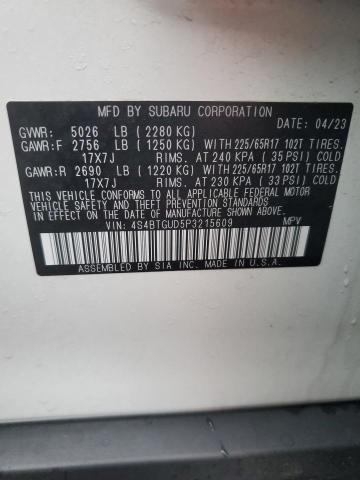 MFD BY SUBARU CORPORATION 04/23
GVWR: 5026 LB (2280 KG)
GAWR:F 2756 LB (1250 KG) WITH 225/65R17 102T TIRES,
17X7J RIMS, AT 240 KPA (35 PSI) COLD
GAWR:R 2690 LB (1220 KG) WITH 225/65R17 102T TIRES,
17X7J RIMS, AT 230 KPA (33 PSI) COLD
THIS VEHICLE CONFORMS TO ALL APPLICABLE FEDERAL MOTOR
VEHICLE SAFETY AND THEFT PREVENTION STANDARDS IN
EFFECT ON THE DATE OF MANUFACTURE SHOWN ABOVE.
VIN: 4S4BTGUD5P3215609 MPV
ASSEMBLED BY SIA INC. MADE IN U.S.A.